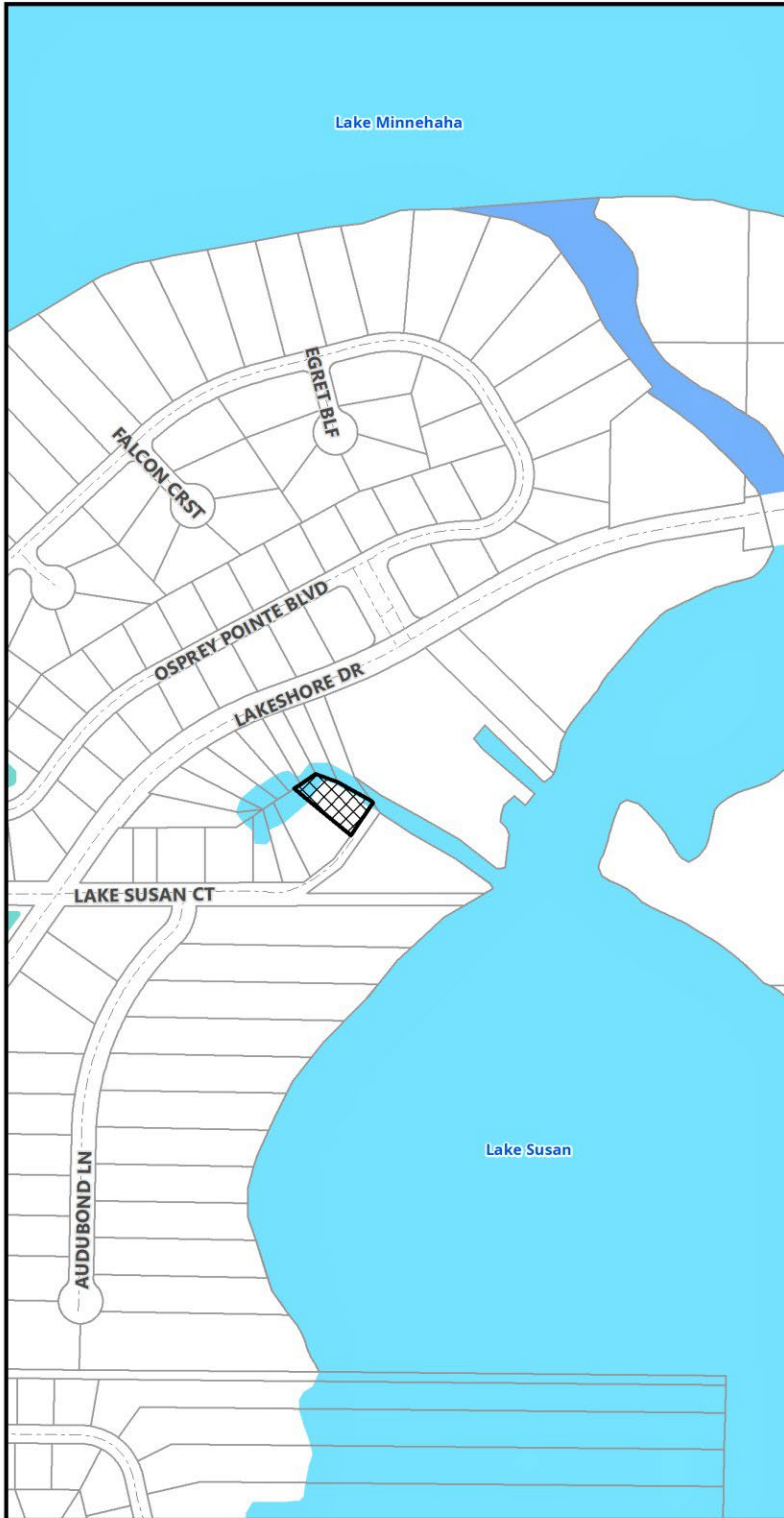 Lake Minnehaha
EGRET BLF
FALCON CRST
OSPREY POINTE BLVD
LAKESHORE DR
LAKE SUSAN CT
Lake Susan
AUDUBOND LN